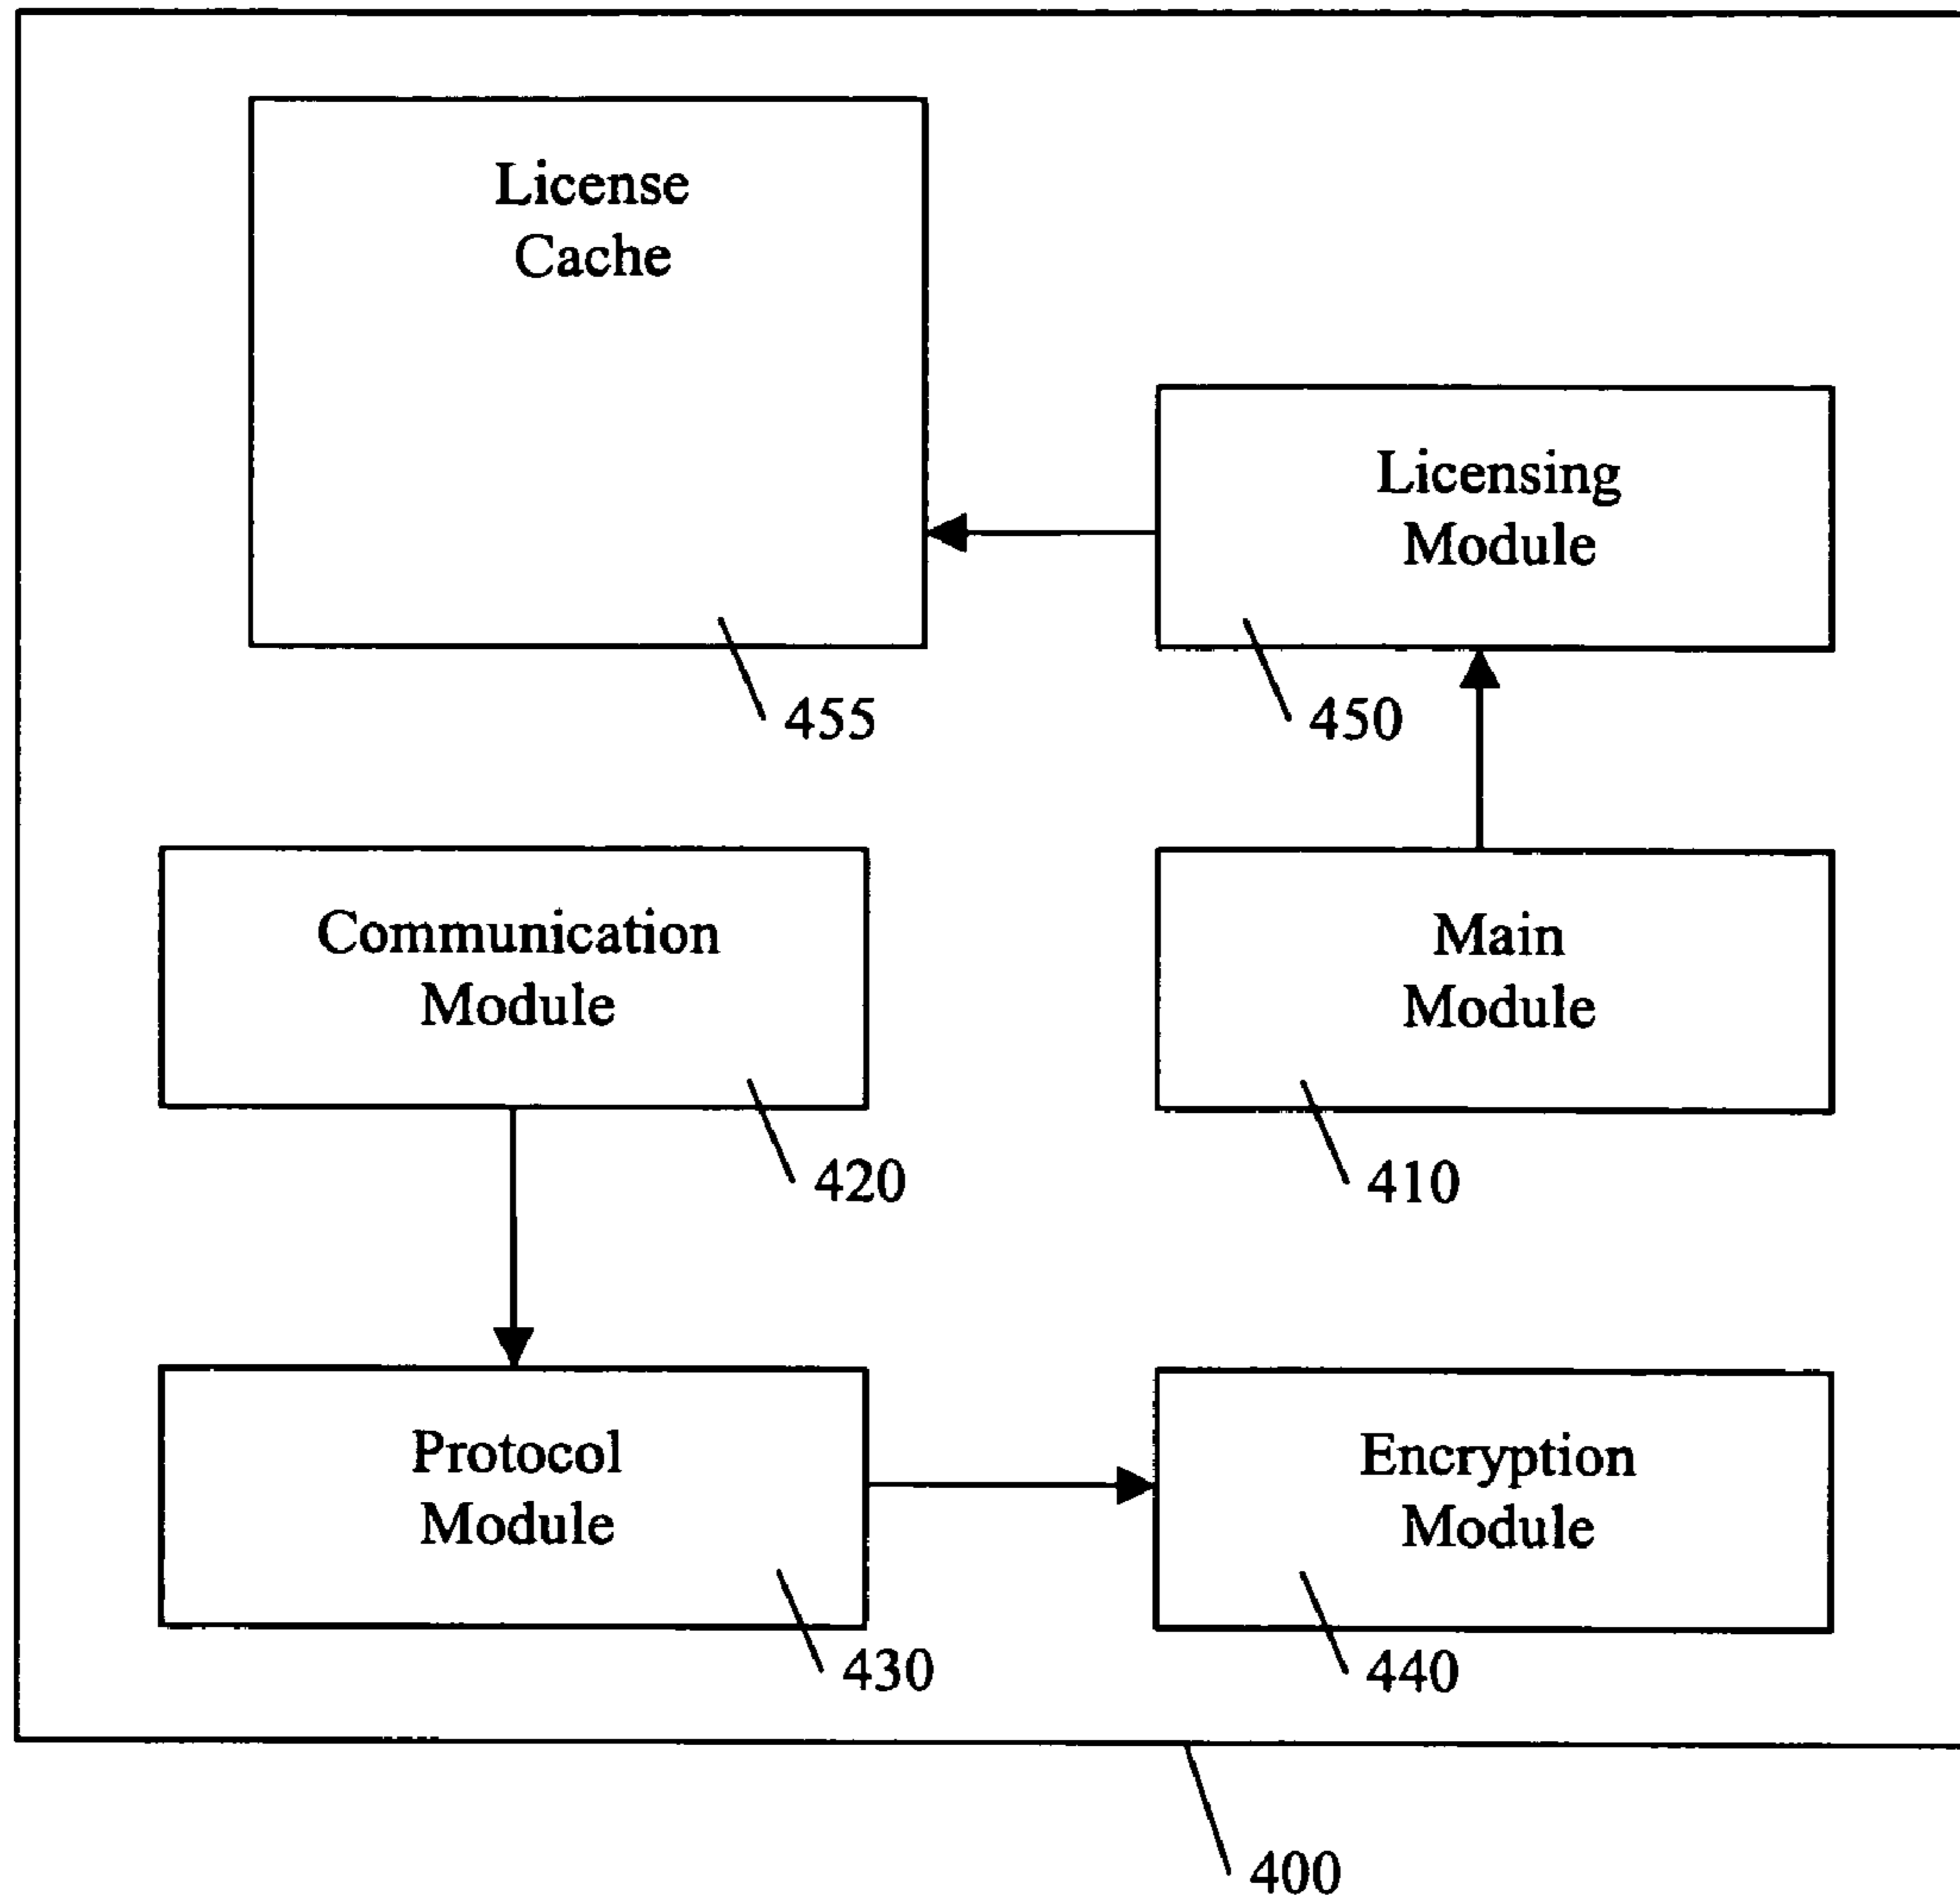 License
Cache
Licensing
Module
455
450
Communication
Module
Main
Module
420
410
Protocol
Module
Encryption
Module
430
440
400